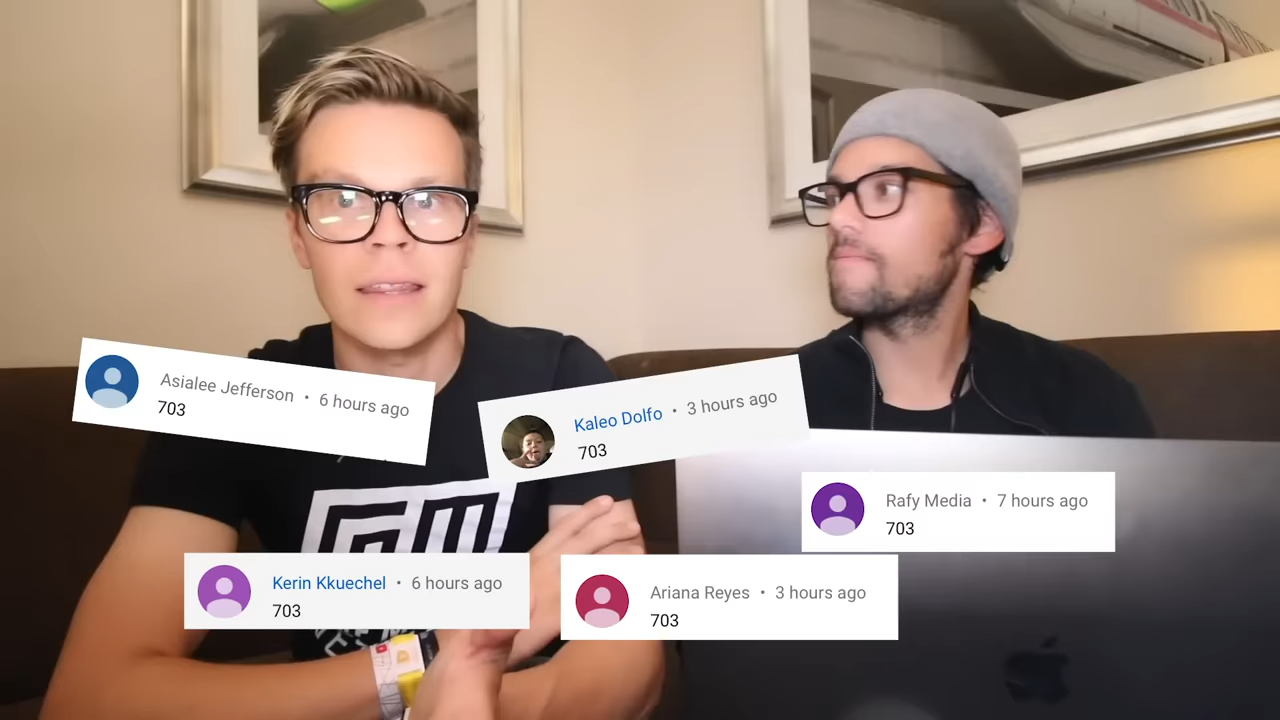 Asialee Jefferson • 6 hours ago
703
Kaleo Dolfo • 3 hours ago
703
Rafy Media • 7 hours ago
703
Kerin Kkuechel • 6 hours ago
703
Ariana Reyes • 3 hours ago
703